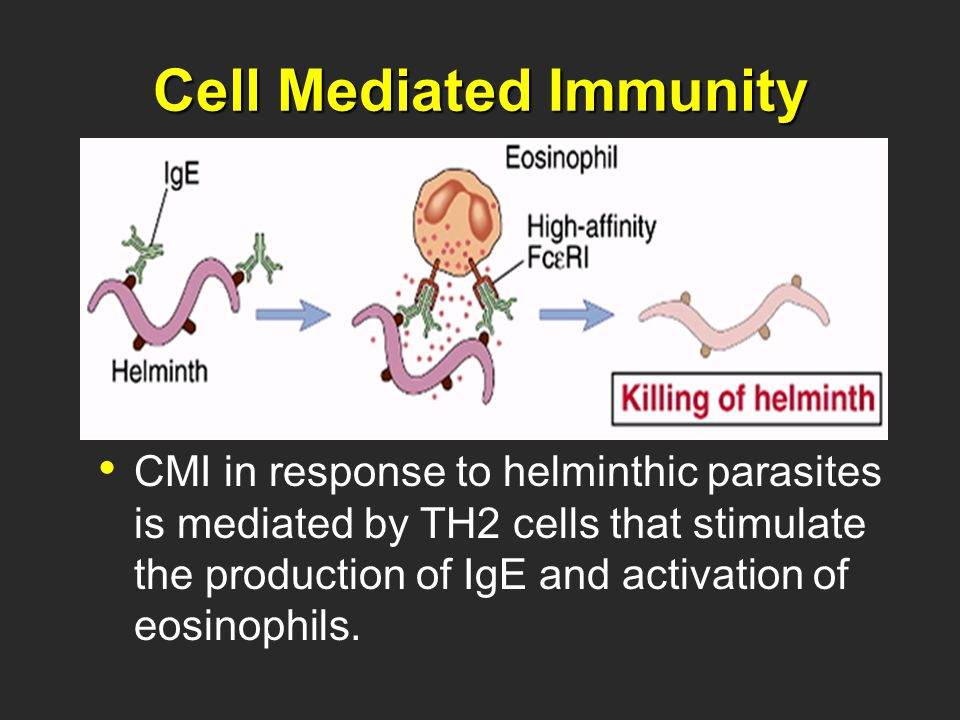 Cell Mediated Immunity
IgE
Eosinophil
High-affinity
FcεRI
Helminth
Killing of helminth
• CMI in response to helminthic parasites
is mediated by TH2 cells that stimulate
the production of IgE and activation of
eosinophils.